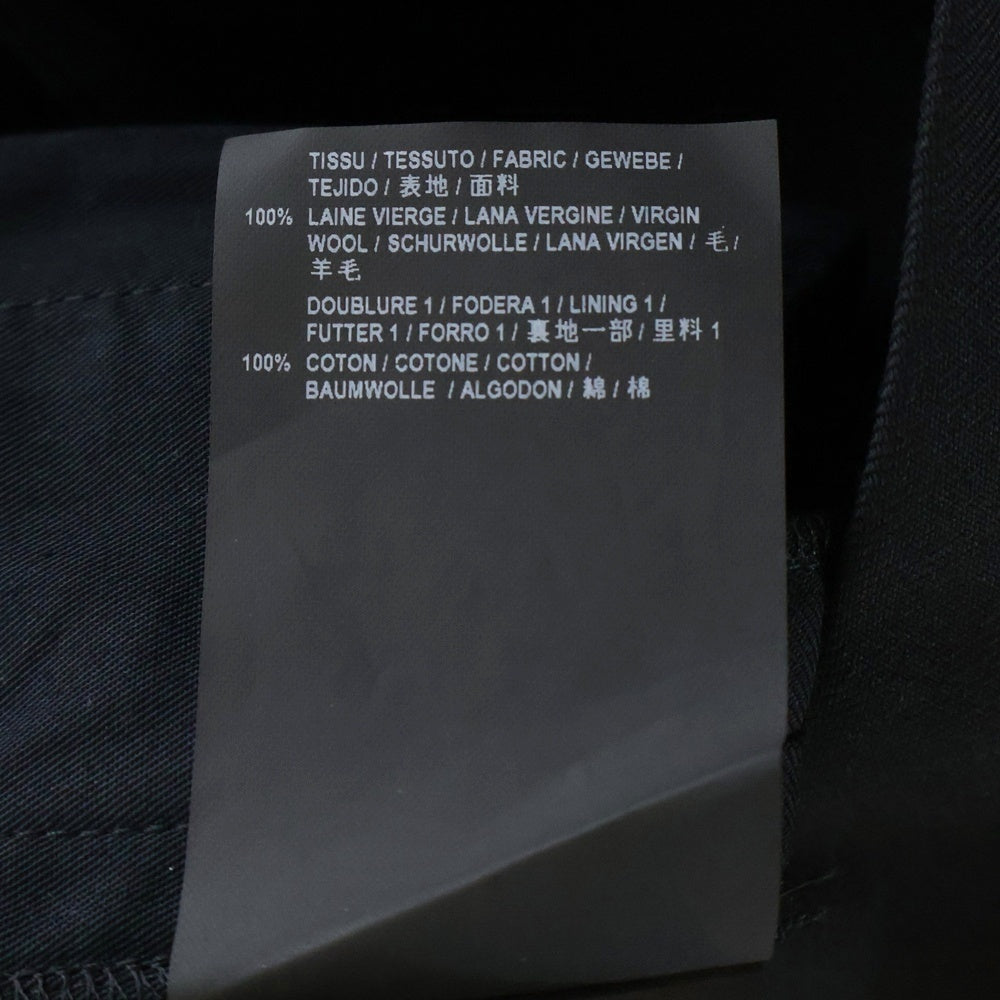 TISSU / TESSUTO / FABRIC / GEWEBE /
TEJIDO / 表地 / 面料
100% LAINE VIERGE / LANA VERGINE / VIRGIN
WOOL / SCHURWOLLE / LANA VIRGEN / 毛 /
羊毛
DOUBLURE 1 / FODERA 1 / LINING 1 /
FUTTER 1 / FORRO 1 / 裏地一部 / 里料 1
100% COTON / COTONE / COTTON /
BAUMWOLLE / ALGODON / 綿 / 棉